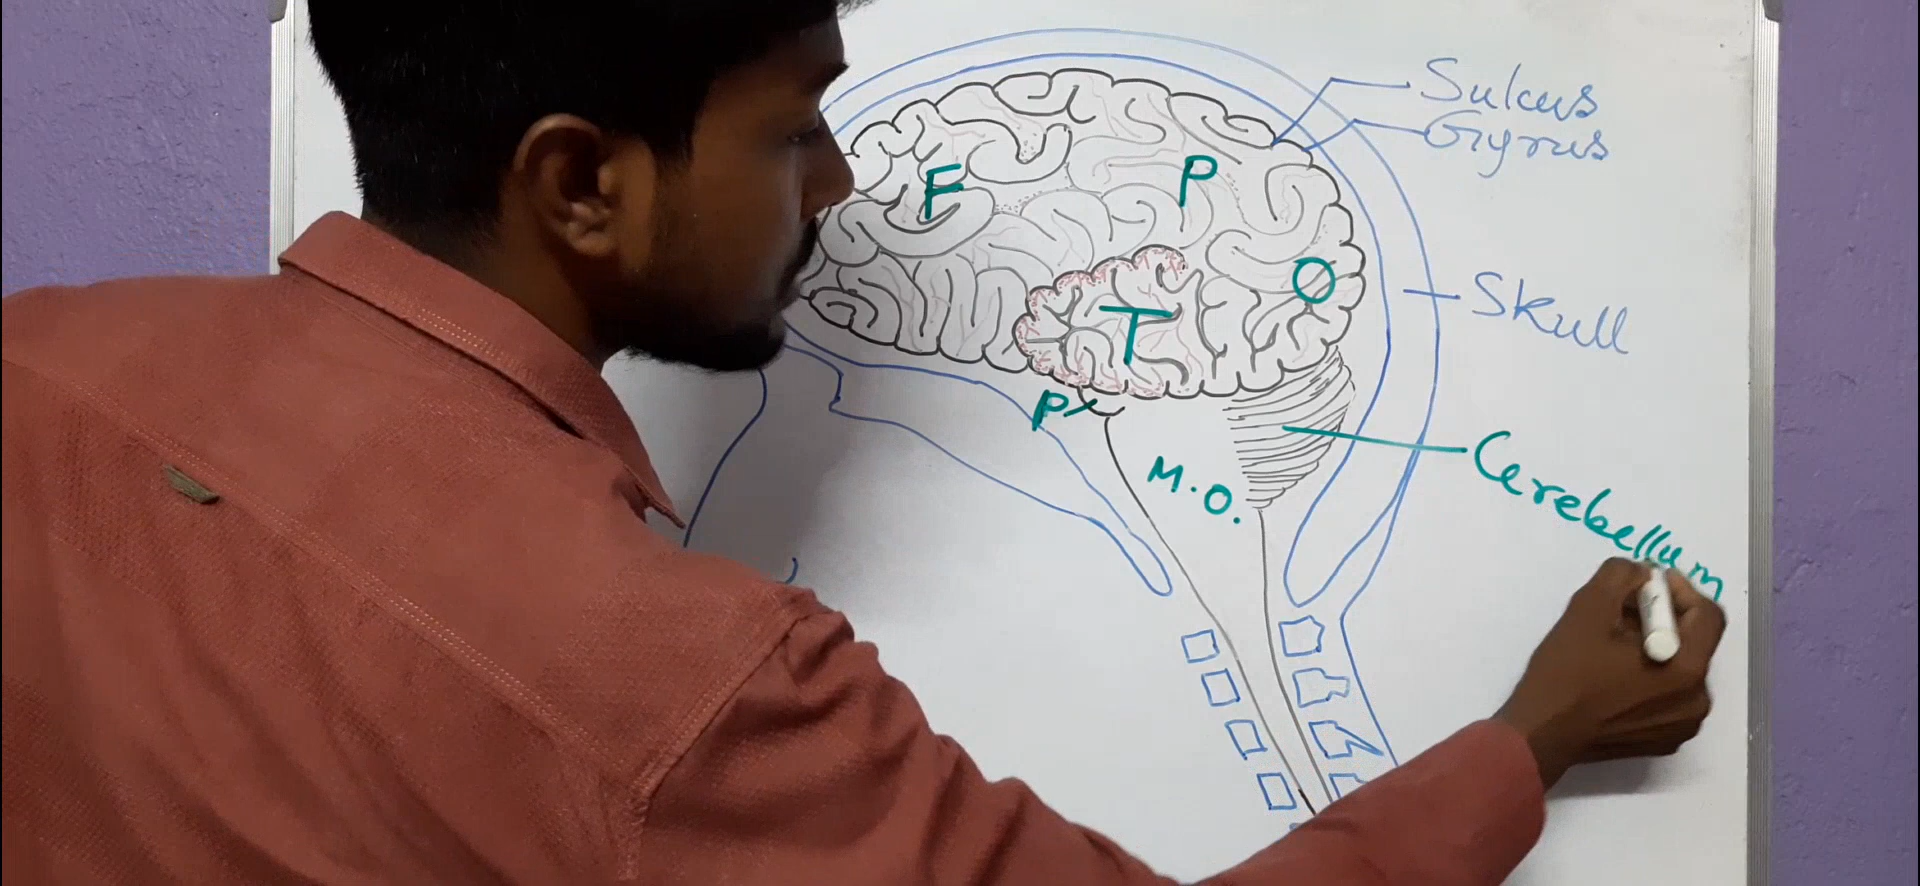 Sulcus
Gyrus
F
P
O
Skull
T
P
Cerebellum
M.O.